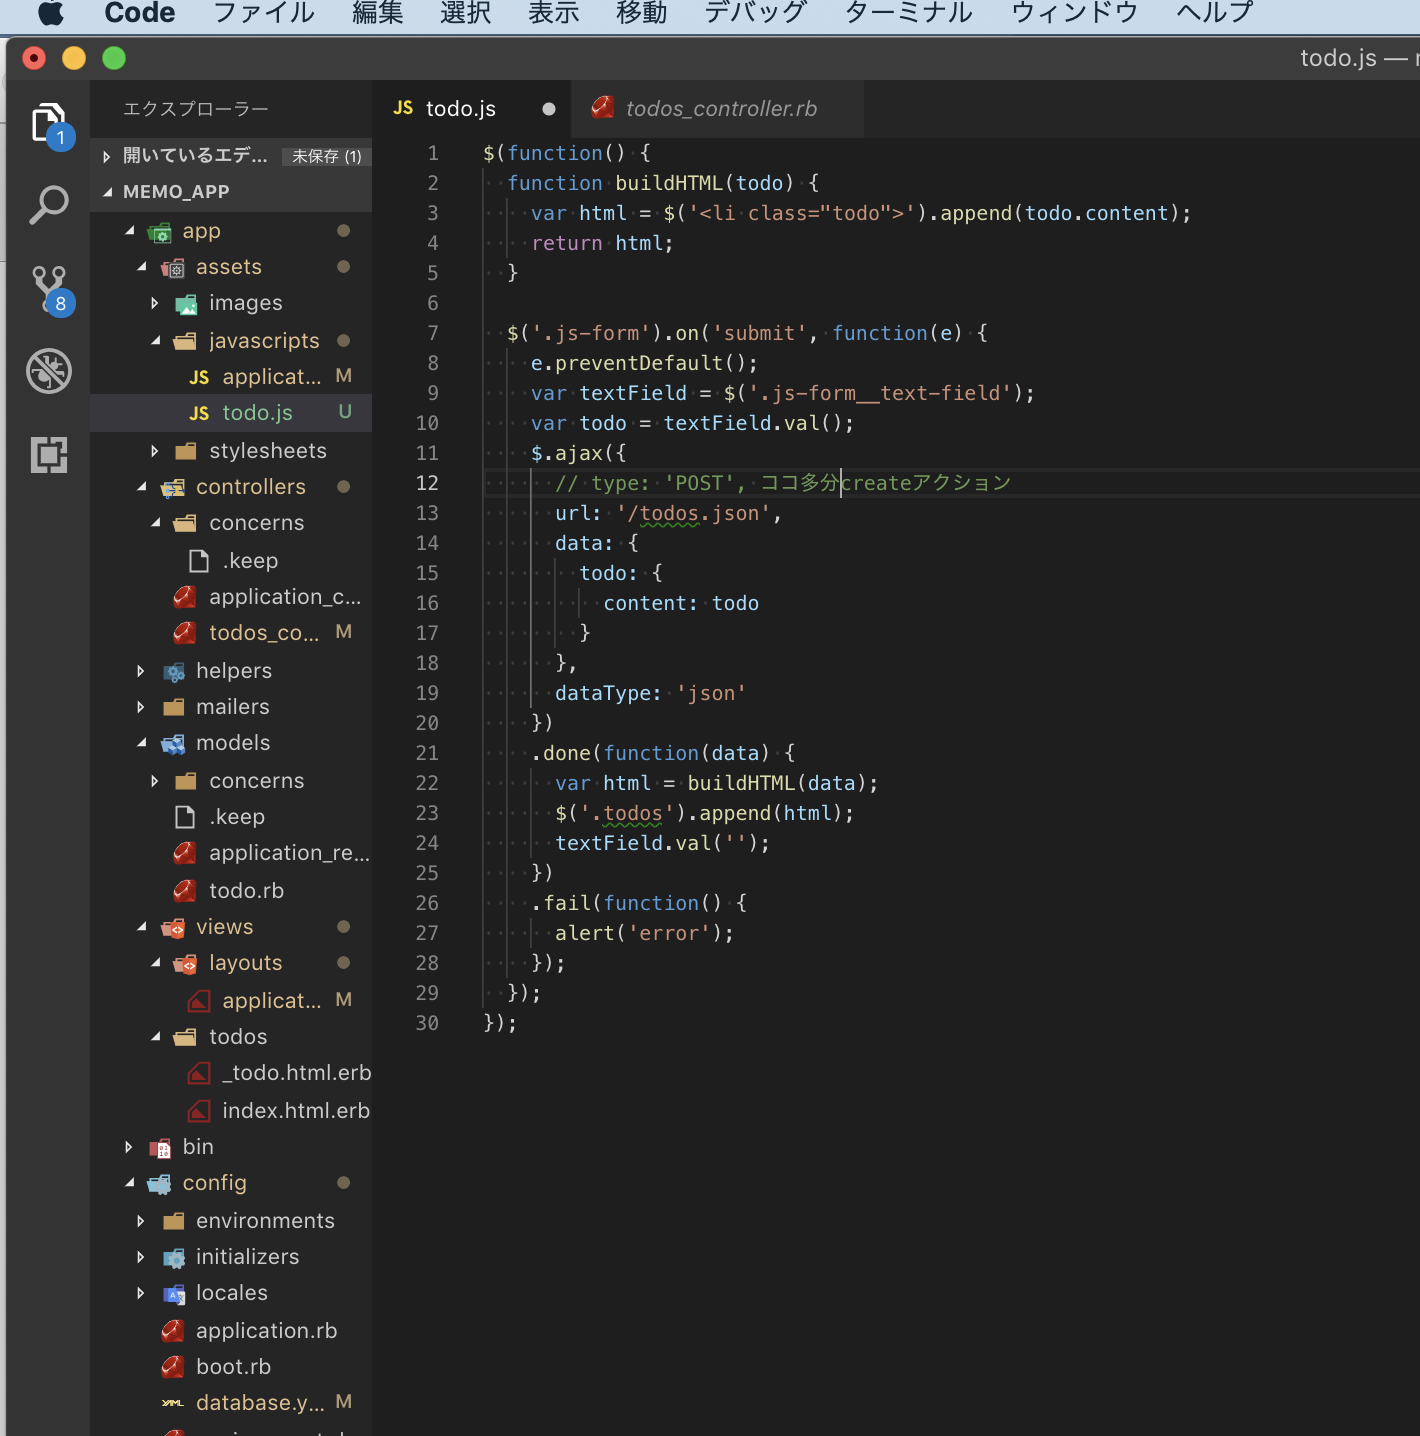 Code ファイル 編集 選択 表示 移動 デバッグ ターミナル ウィンドウ ヘルプ
todo.js —
エクスプローラー
開いているエデ... 未保存 (1)
MEMO_APP
app
assets
images
javascripts
JS applicat... M
JS todo.js U
stylesheets
controllers
concerns
.keep
application_c...
todos_co... M
helpers
mailers
models
concerns
.keep
application_re...
todo.rb
views
layouts
applicat... M
todos
_todo.html.erb
index.html.erb
bin
config
environments
initializers
locales
application.rb
boot.rb
YAML database.y... M
1
8
JS todo.js
todos_controller.rb
1 $(function() {
2 function buildHTML(todo) {
3 var html = $('<li class="todo">').append(todo.content);
4 return html;
5 }
6
7 $('.js-form').on('submit', function(e) {
8 e.preventDefault();
9 var textField = $('.js-form__text-field');
10 var todo = textField.val();
11 $.ajax({
12 // type: 'POST', ココ多分createアクション
13 url: '/todos.json',
14 data: {
15 todo: {
16 content: todo
17 }
18 },
19 dataType: 'json'
20 })
21 .done(function(data) {
22 var html = buildHTML(data);
23 $('.todos').append(html);
24 textField.val('');
25 })
26 .fail(function() {
27 alert('error');
28 });
29 });
30 });